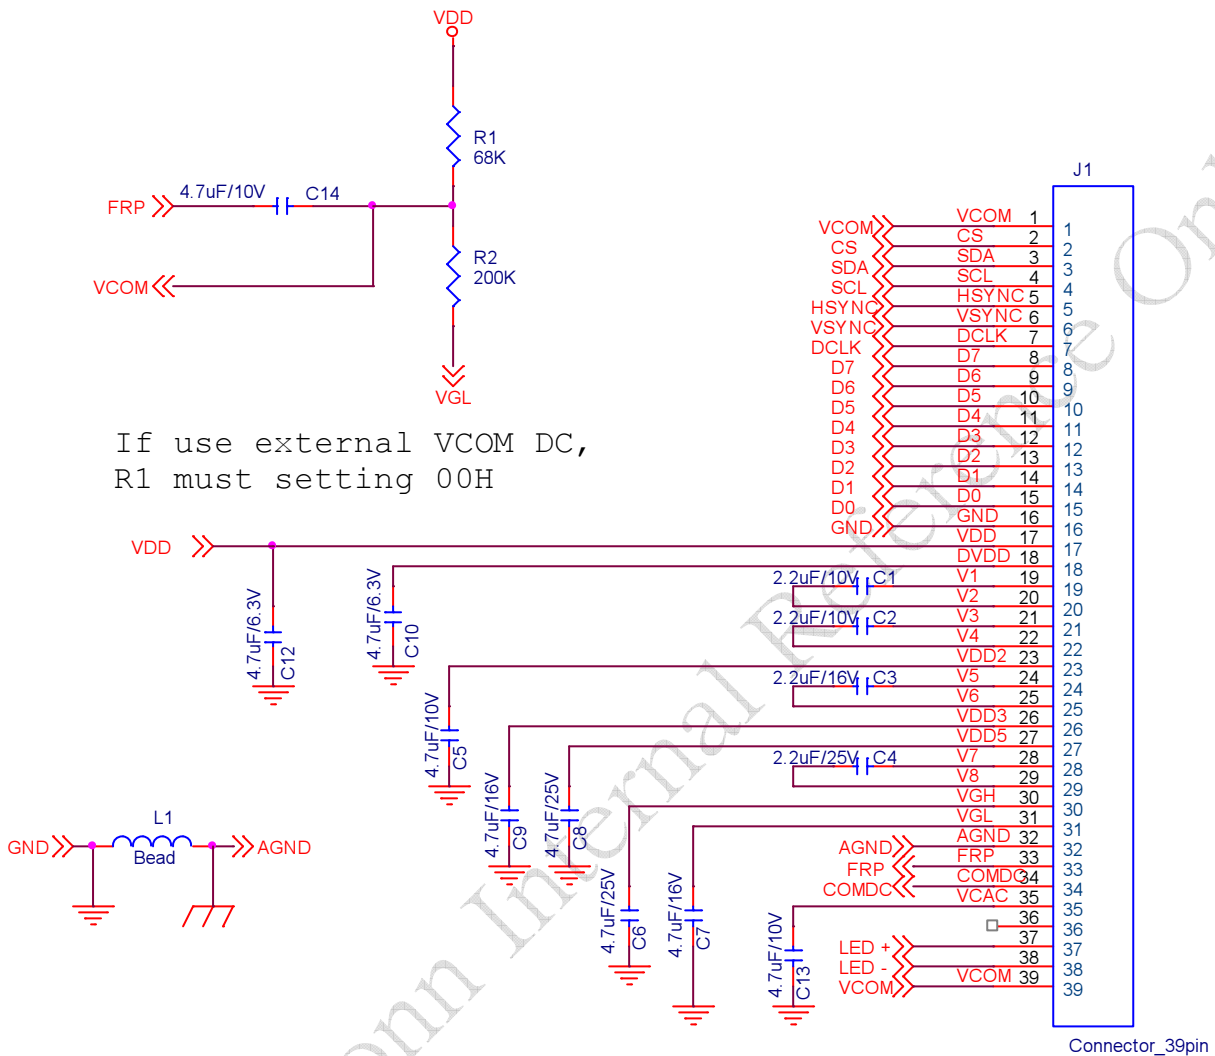 VDD
R1
68K
4.7uF/10V
C14
FRP
R2
200K
VCOM
VGL
If use external VCOM DC,
R1 must setting 00H
VDD
4.7uF/6.3V
C12
4.7uF/6.3V
C10
4.7uF/10V
C5
4.7uF/16V
C9
4.7uF/25V
C8
4.7uF/25V
C6
4.7uF/16V
C7
4.7uF/10V
C13
L1
GND
Bead
AGND
J1
VCOM VCOM 1 1
CS CS 2 2
SDA SDA 3 3
SCL SCL 4 4
HSYNC HSYNC 5 5
VSYNC VSYNC 6 6
DCLK DCLK 7 7
D7 D7 8 8
D6 D6 9 9
D5 D5 10 10
D4 D4 11 11
D3 D3 12 12
D2 D2 13 13
D1 D1 14 14
D0 D0 15 15
GND GND 16 16
VDD 17 17
DVDD 18 18
2.2uF/10V C1 V1 19 19
V2 20 20
2.2uF/10V C2 V3 21 21
V4 22 22
VDD2 23 23
2.2uF/16V C3 V5 24 24
V6 25 25
VDD3 26 26
VDD5 27 27
2.2uF/25V C4 V7 28 28
V8 29 29
VGH 30 30
VGL 31 31
AGND AGND 32 32
FRP FRP 33 33
COMDC COMDC 34 34
VCAC 35 35
36 36
LED + 37 37
LED - 38 38
VCOM VCOM 39 39
Connector_39pin
Internal Reference